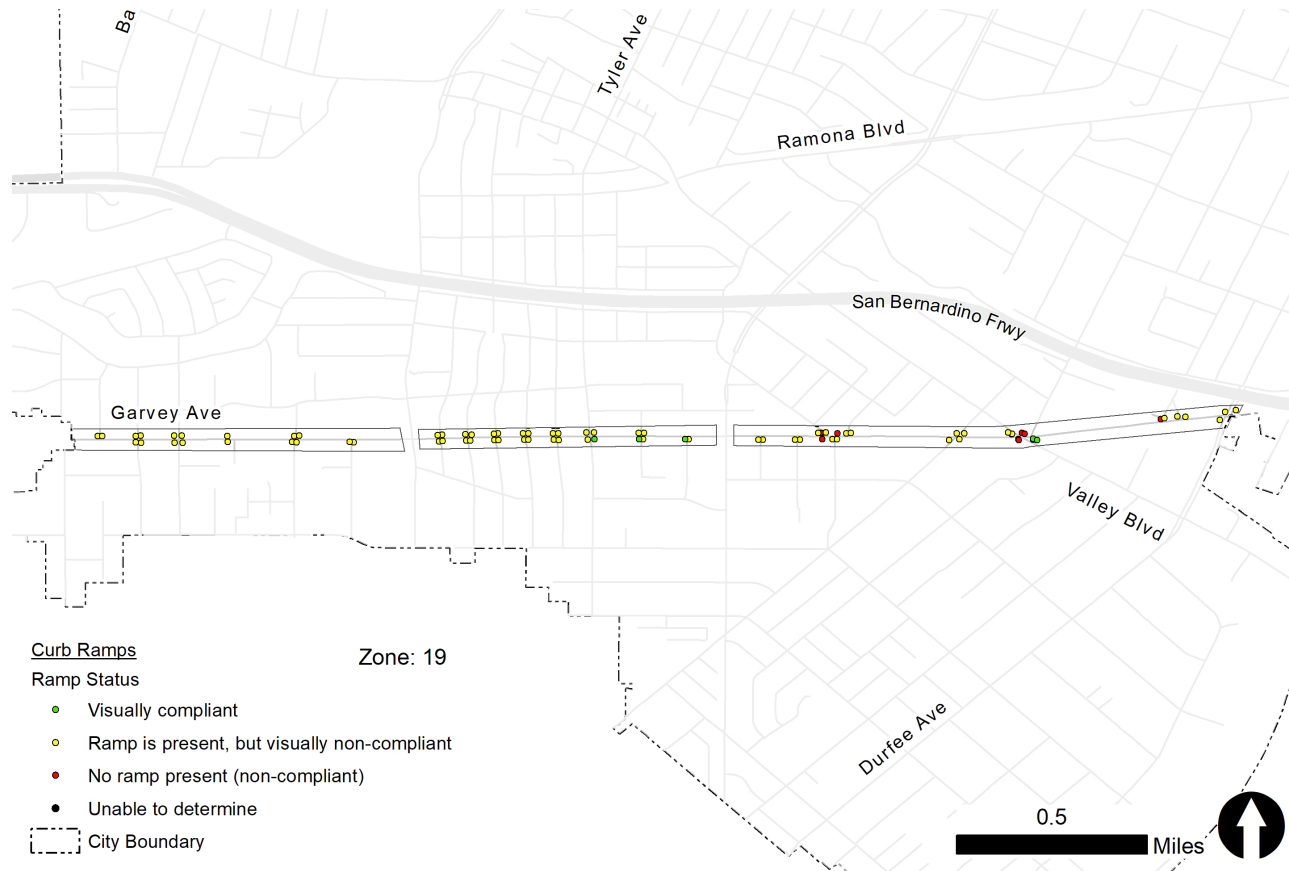 Ba
Tyler Ave
Ramona Blvd
San Bernardino Frwy
Garvey Ave
Valley Blvd
Durfee Ave
Curb Ramps
Zone: 19
Ramp Status
Visually compliant
Ramp is present, but visually non-compliant
No ramp present (non-compliant)
Unable to determine
City Boundary
0.5
Miles